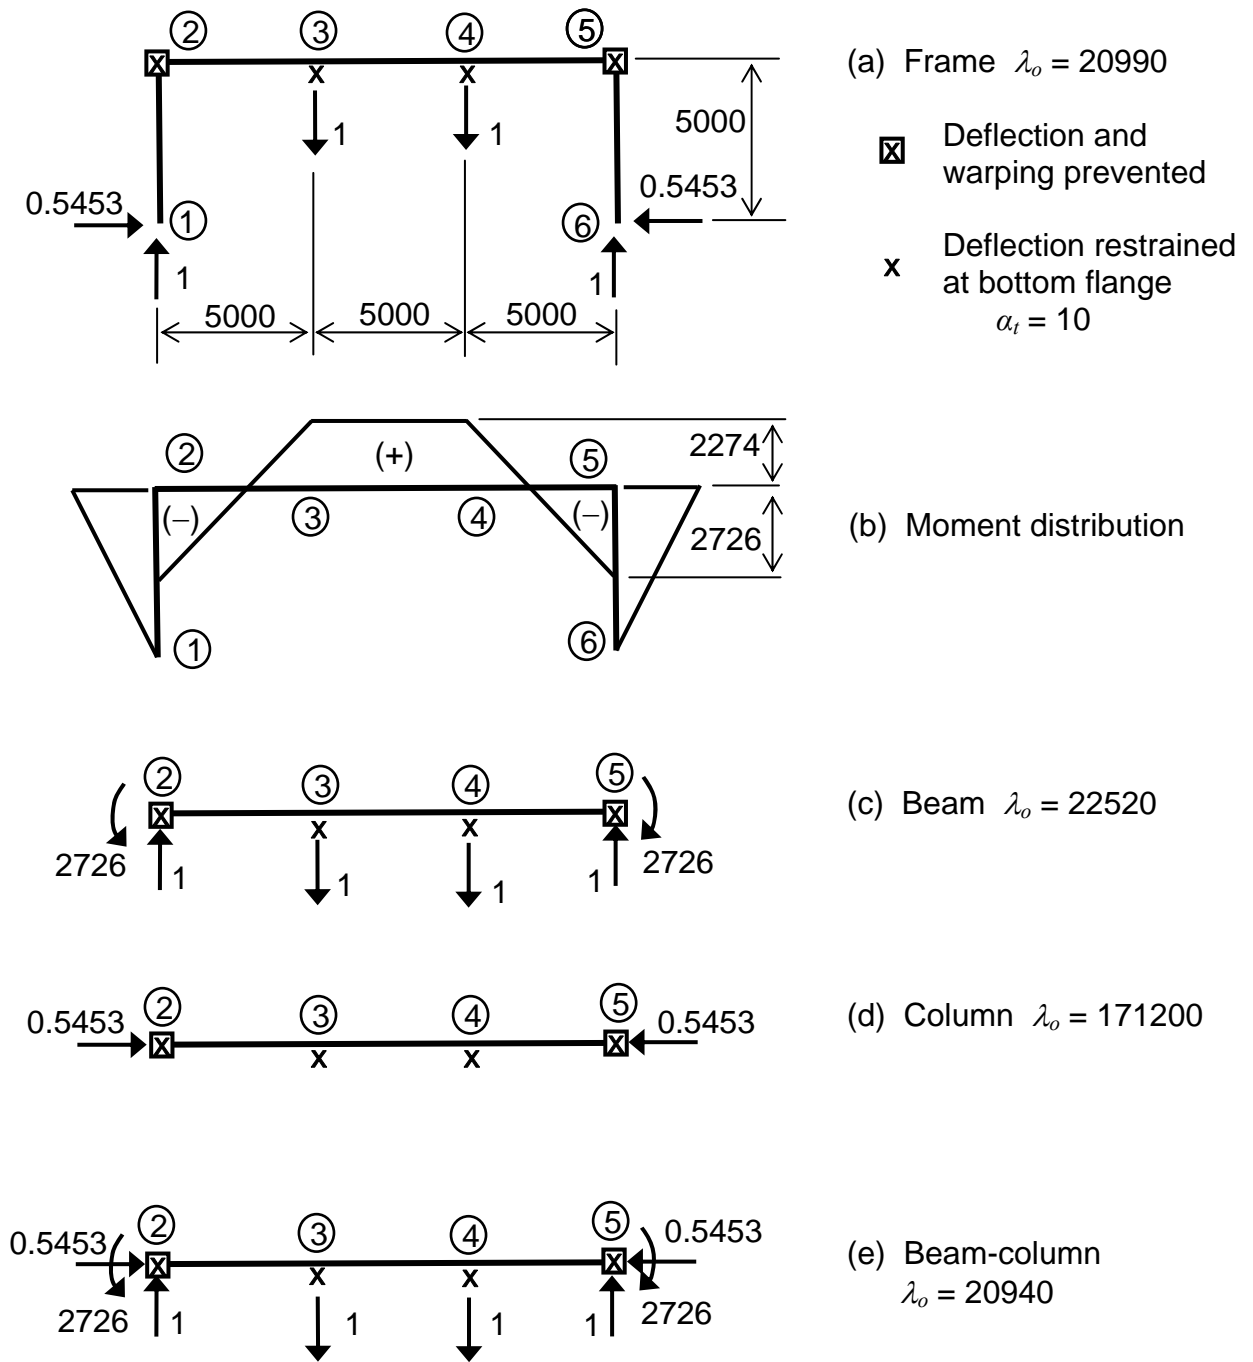 2 3 4 5
(a) Frame λo = 20990
1 1
5000
X Deflection and
warping prevented
0.5453 0.5453
1 6
1 1
x Deflection restrained
at bottom flange
αt = 10
5000 5000 5000
2 (+) 5 2274
(−) 3 4 (−) 2726
(b) Moment distribution
1 6
2 3 4 5
(c) Beam λo = 22520
2726 1 1 1 1 2726
2 3 4 5
0.5453 0.5453
(d) Column λo = 171200
2 3 4 5
0.5453 0.5453
(e) Beam-column
λo = 20940
2726 1 1 1 1 2726